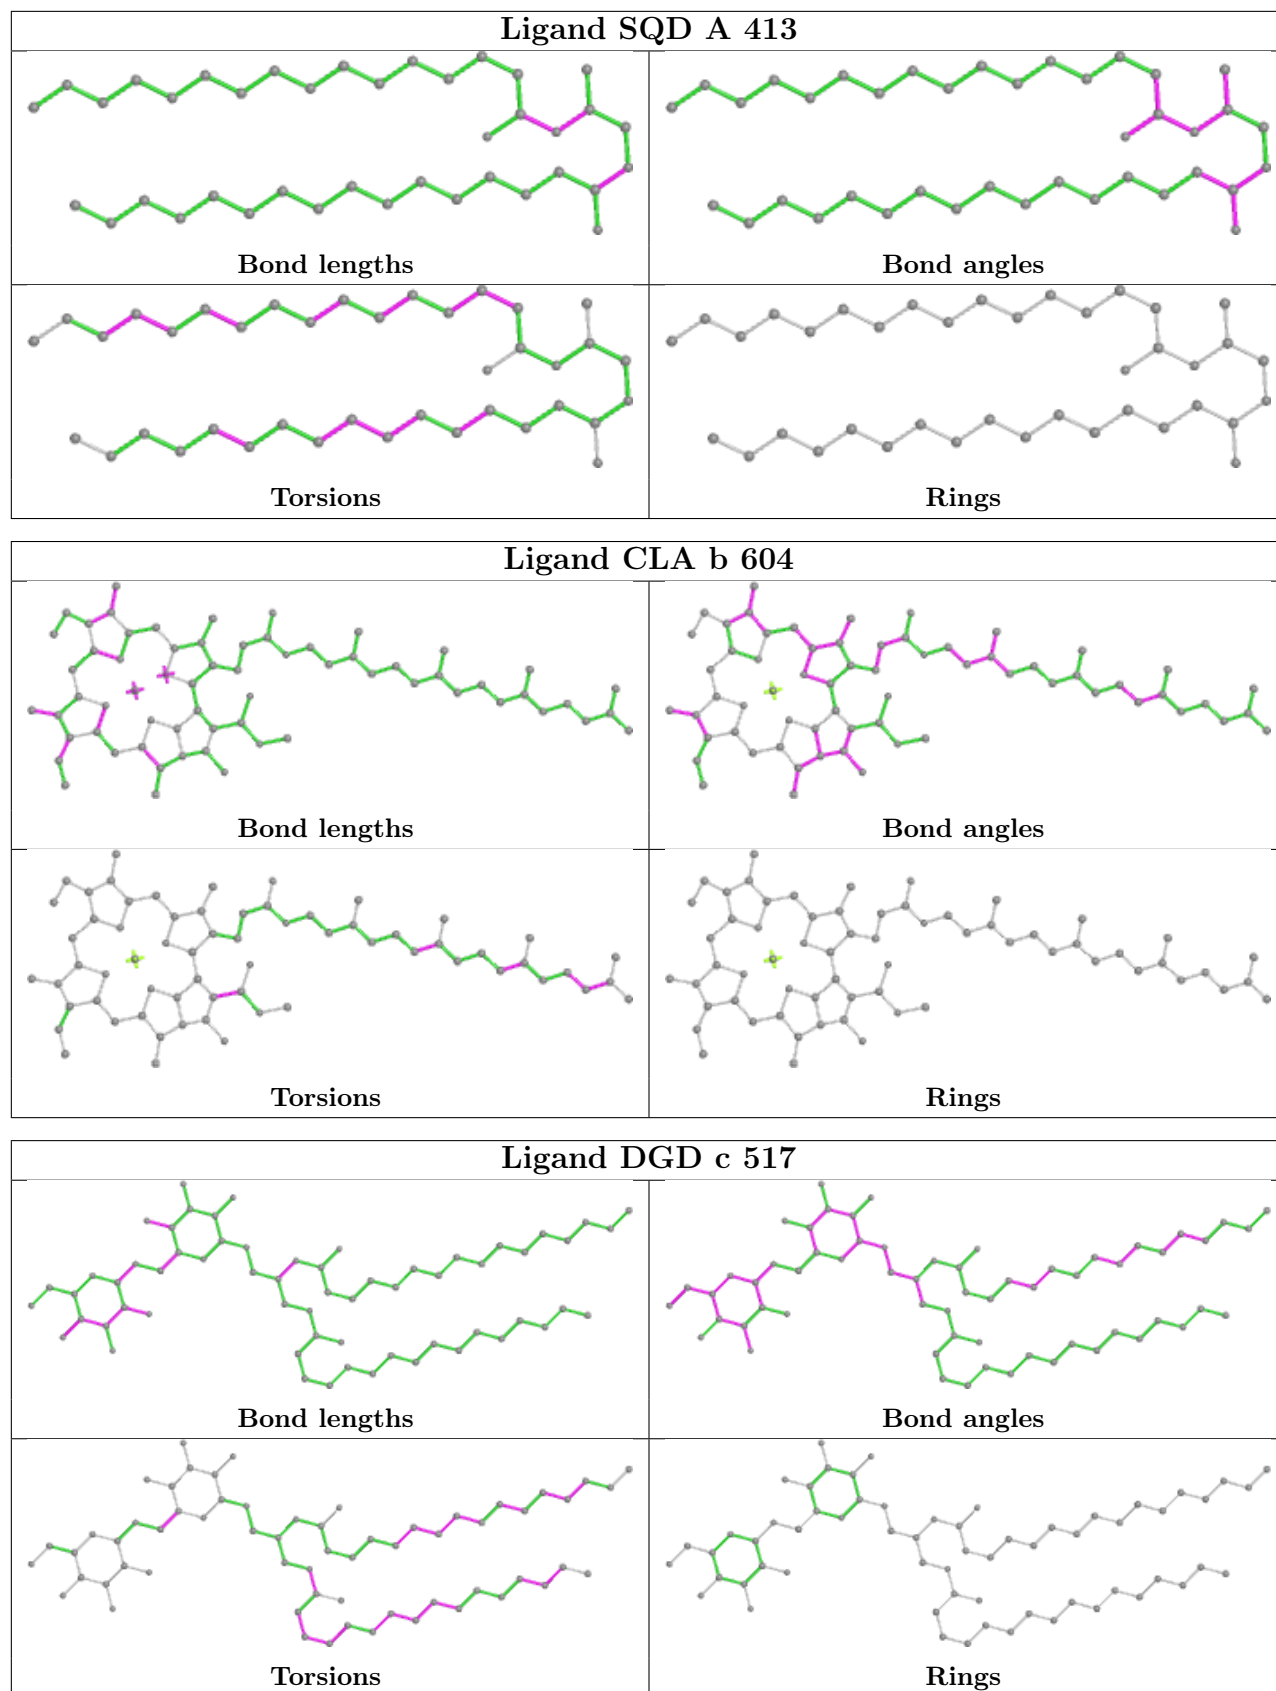 Ligand SQD A 413
Bond lengths
Bond angles
Torsions
Rings
Ligand CLA b 604
Bond lengths
Bond angles
Torsions
Rings
Ligand DGD c 517
Bond lengths
Bond angles
Torsions
Rings